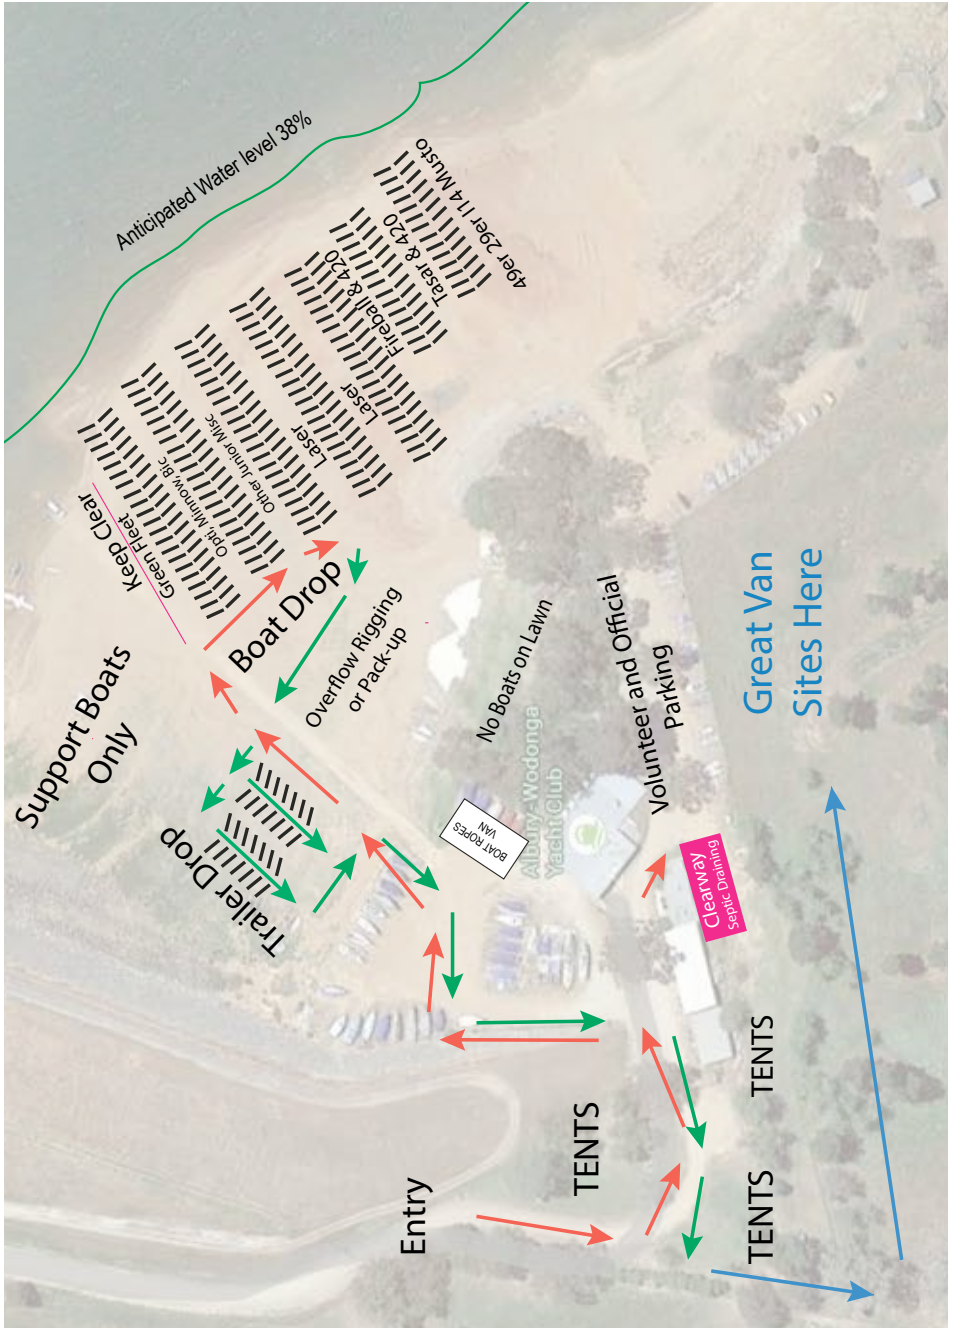 Anticipated Water level 38%
49er 29er I14 Musto
Tasar & 420
Fireball & 420
Laser
Laser
Other Junior Misc
Opti, Minnow, Bic
Green Fleet
Keep Clear
Support Boats
Only
Boat Drop
Overflow Rigging
or Pack-up
Trailer Drop
No Boats on Lawn
BOAT ROPES
VAN
Albury-Wodonga
Yacht Club
Volunteer and Official
Parking
Great Van
Sites Here
Clearway
Septic Draining
Entry
TENTS
TENTS
TENTS